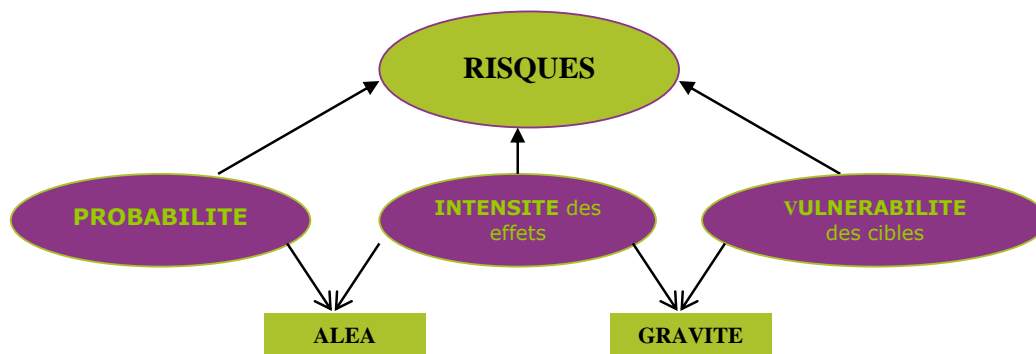 RISQUES
PROBABILITE
INTENSITE des
effets
VULNERABILITE
des cibles
ALEA
GRAVITE